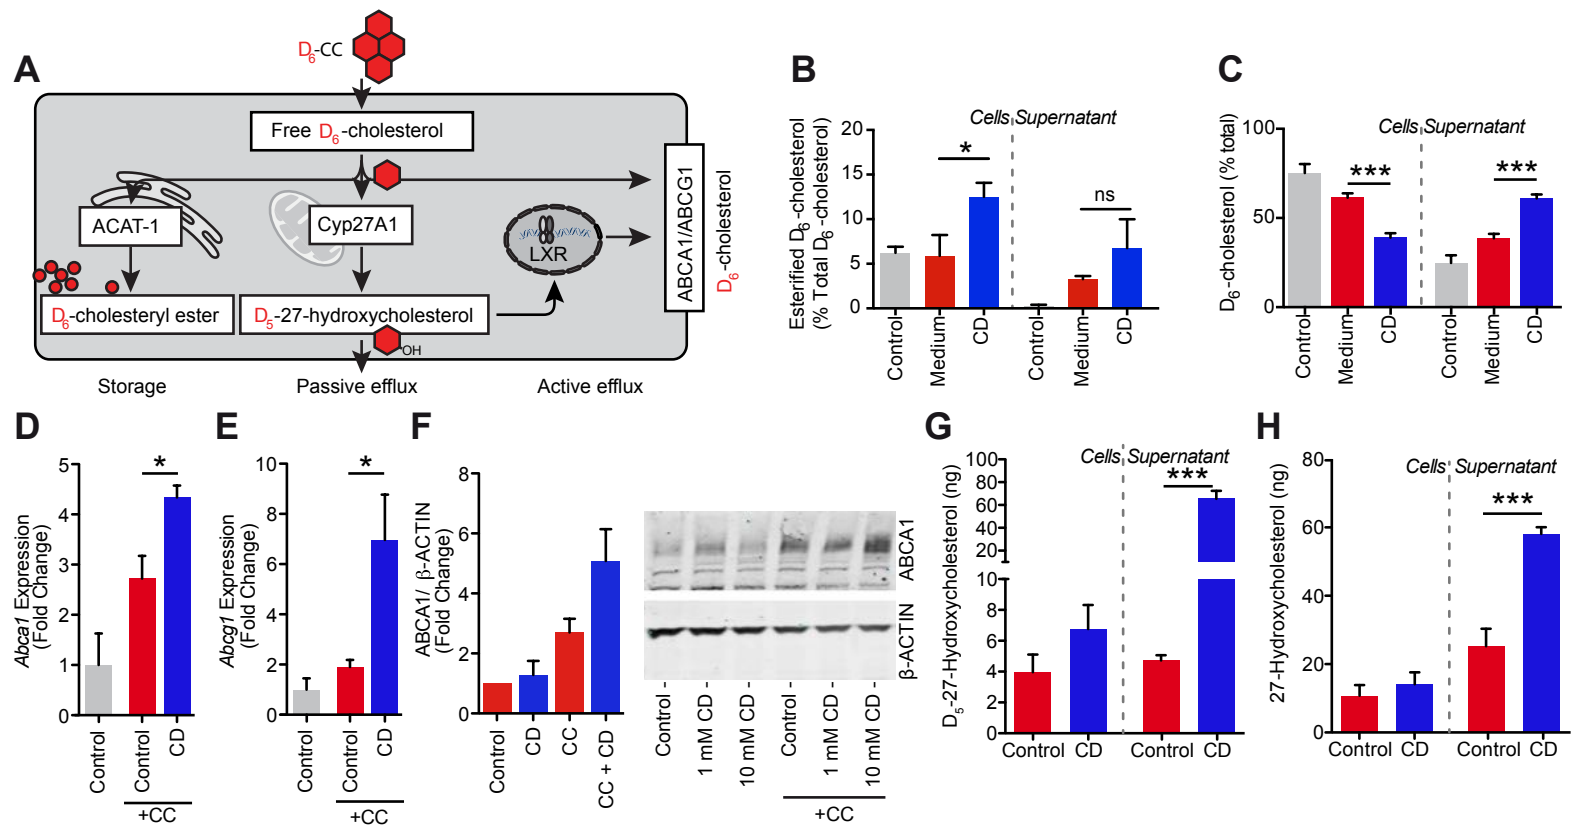 A
D6-CC
Free D6-cholesterol
ACAT-1
Cyp27A1
LXR
ABCA1/ABCG1
D6-cholesterol
D6-cholesteryl ester
D5-27-hydroxycholesterol
OH
Storage
Passive efflux
Active efflux
B
Esterified D6-cholesterol
(% Total D6-cholesterol)
20
15
10
5
0
Cells Supernatant
*
ns
Control
Medium
CD
Control
Medium
CD
C
D6-cholesterol (% total)
100
50
0
Cells Supernatant
***
***
Control
Medium
CD
Control
Medium
CD
D
Abca1 Expression
(Fold Change)
5
4
3
2
1
0
*
Control
Control
CD
+CC
E
Abcg1 Expression
(Fold Change)
10
8
6
4
2
0
*
Control
Control
CD
+CC
F
ABCA1/ β-ACTIN
(Fold Change)
8
6
4
2
0
Control
CD
CC
CC + CD
ABCA1
β-ACTIN
Control
1 mM CD
10 mM CD
Control
1 mM CD
10 mM CD
+CC
G
D5-27-Hydroxycholesterol (ng)
100
80
60
40
20
10
8
6
4
2
0
Cells Supernatant
***
Control CD
Control CD
H
27-Hydroxycholesterol (ng)
80
60
40
20
0
Cells Supernatant
***
Control CD
Control CD